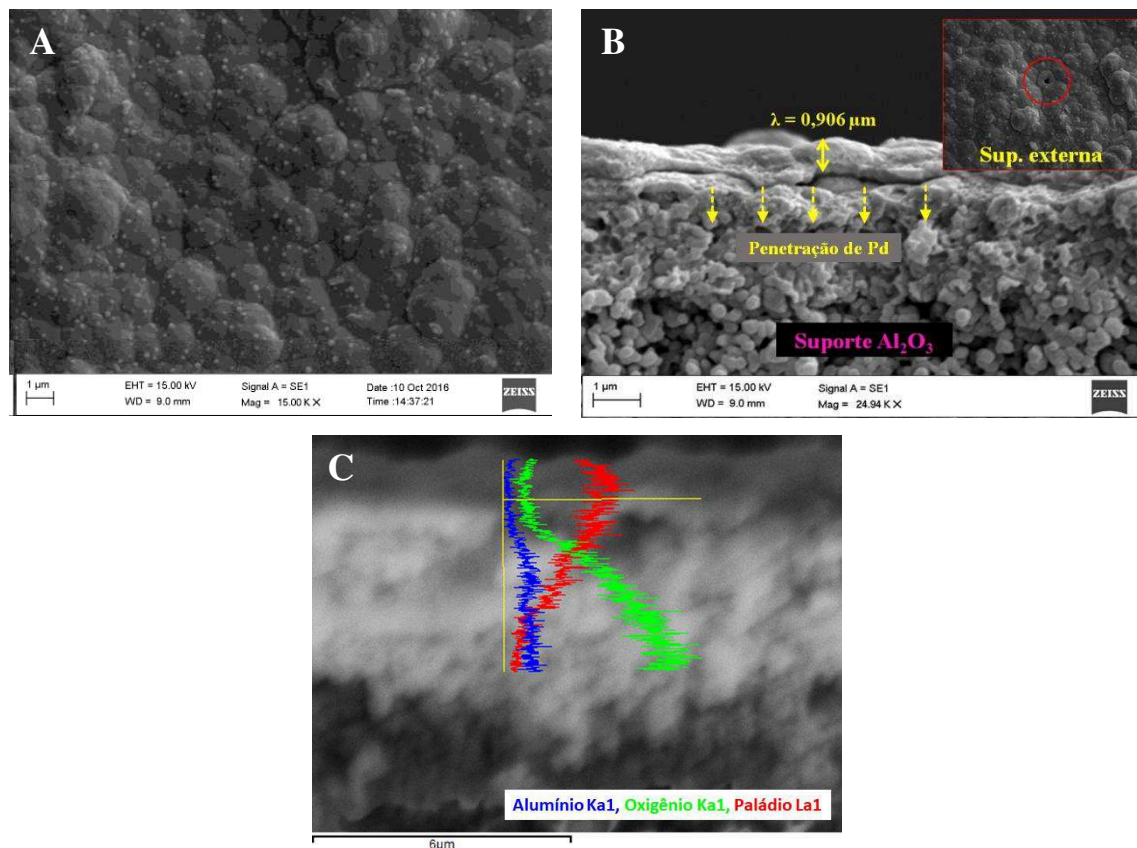 A
1 µm
EHT = 15.00 kV
WD = 9.0 mm
Signal A = SE1
Mag = 15.00 K X
Date :10 Oct 2016
Time :14:37:21
ZEISS
B
λ = 0,906 µm
Sup. externa
Penetração de Pd
Suporte Al₂O₃
1 µm
EHT = 15.00 kV
WD = 9.0 mm
Signal A = SE1
Mag = 24.94 K X
ZEISS
C
Alumínio Ka1, Oxigênio Ka1, Paládio La1
6µm